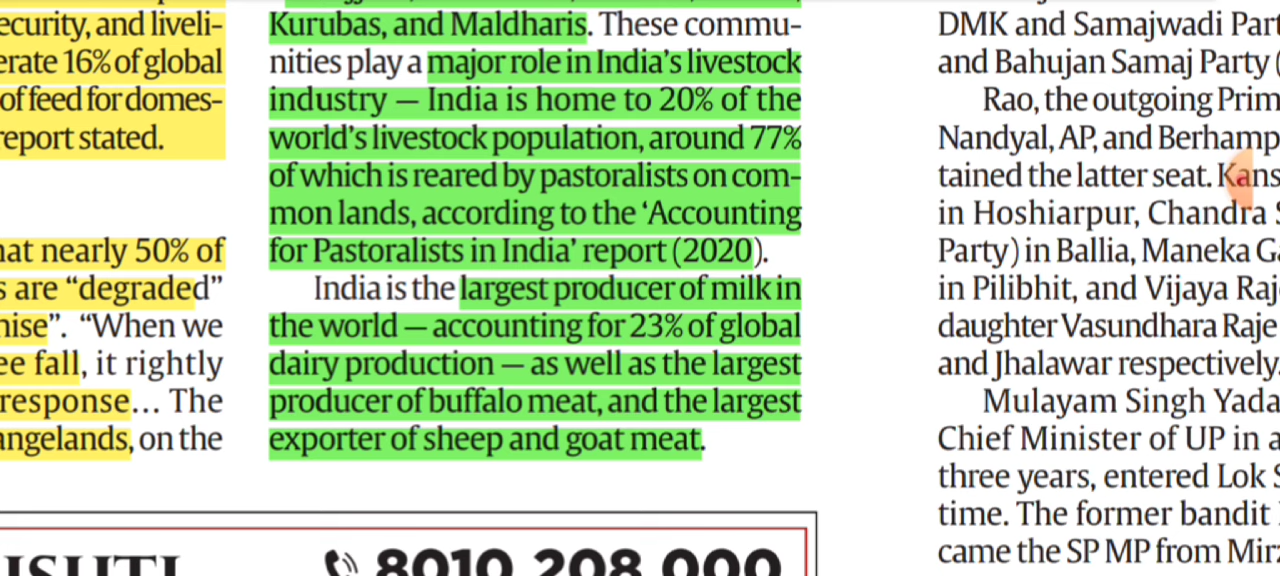 ecurity, and liveli-
erate 16% of global
of feed for domes-
report stated.
hat nearly 50% of
s are “degraded”
nise”. “When we
ee fall, it rightly
response... The
angelands, on the
Kurubas, and Maldharis. These commu-
nities play a major role in India’s livestock
industry — India is home to 20% of the
world’s livestock population, around 77%
of which is reared by pastoralists on com-
mon lands, according to the ‘Accounting
for Pastoralists in India’ report (2020).
India is the largest producer of milk in
the world — accounting for 23% of global
dairy production — as well as the largest
producer of buffalo meat, and the largest
exporter of sheep and goat meat.
8010 208 000
DMK and Samajwadi Part
and Bahujan Samaj Party (
Rao, the outgoing Prim
Nandyal, AP, and Berhamp
tained the latter seat. Kans
in Hoshiarpur, Chandra S
Party) in Ballia, Maneka Ga
in Pilibhit, and Vijaya Raje
daughter Vasundhara Raje
and Jhalawar respectively.
Mulayam Singh Yada
Chief Minister of UP in a
three years, entered Lok S
time. The former bandit
came the SP MP from Mirz